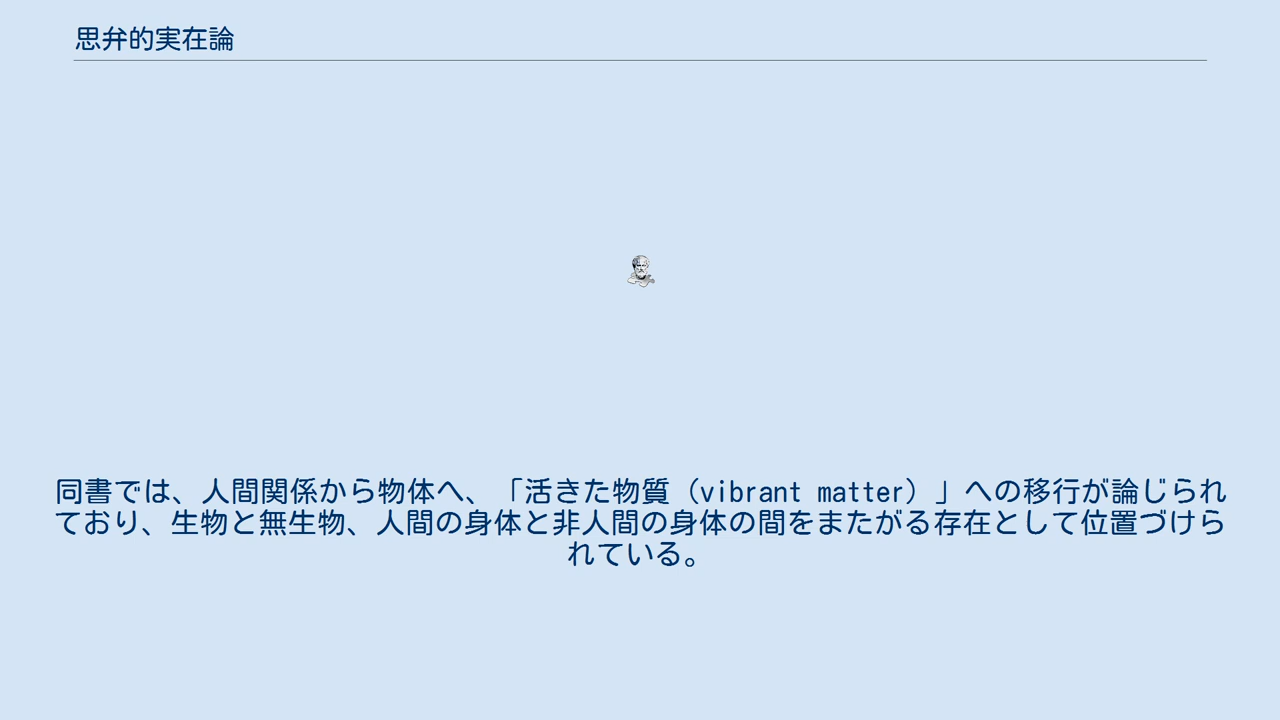 思弁的実在論
同書では、人間関係から物体へ、「活きた物質（vibrant matter）」への移行が論じられ
ており、生物と無生物、人間の身体と非人間の身体の間をまたがる存在として位置づけら
れている。